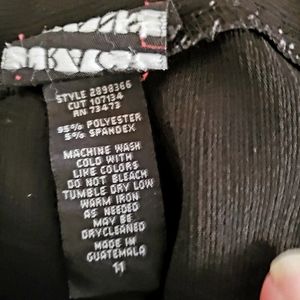 STYLE 2898366
CUT 107134
RN 73473
95% POLYESTER
5% SPANDEX
MACHINE WASH
COLD WITH
LIKE COLORS
DO NOT BLEACH
TUMBLE DRY LOW
WARM IRON
AS NEEDED
MAY BE
DRYCLEANED
MADE IN
GUATEMALA
11